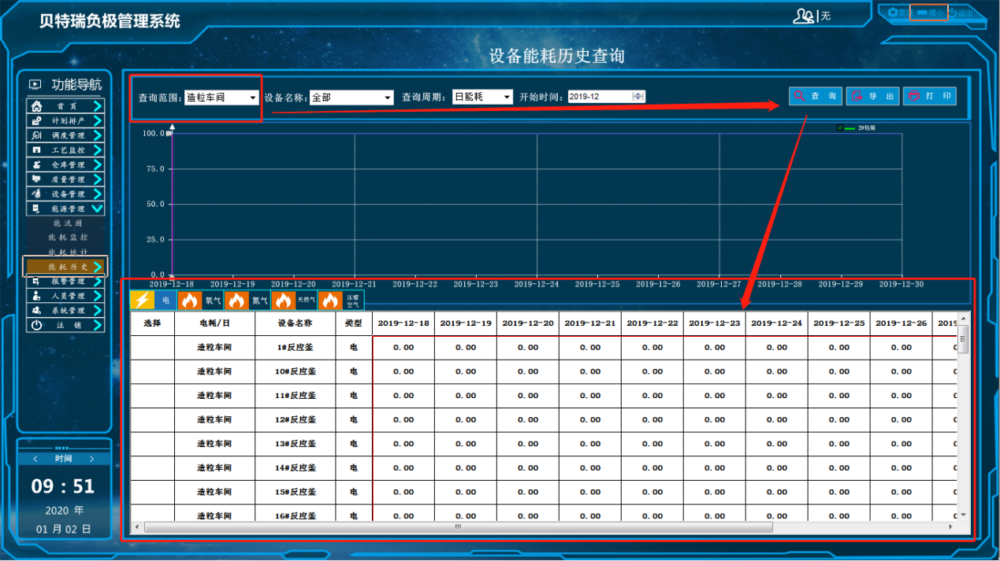 贝特瑞负极管理系统
无
管理 缩小 退出
设备能耗历史查询
功能导航
首页
计划排产
调度管理
工艺监控
仓库管理
质量管理
设备管理
能源管理
能流图
能耗监控
能耗统计
能耗历史
报警管理
人员管理
系统管理
注销
时间
09 : 51
2020 年
01 月 02 日
查询范围: 造粒车间 设备名称: 全部 查询周期: 日能耗 开始时间: 2019-12 查 询 导 出 打 印
2#包装
100.0
75.0
50.0
25.0
0.0
2019-12-18 2019-12-19 2019-12-20 2019-12-21 2019-12-22 2019-12-23 2019-12-24 2019-12-25 2019-12-26 2019-12-27 2019-12-28 2019-12-29 2019-12-30
电 氧气 氮气 天然气 压缩空气
选择 电耗/日 设备名称 类型 2019-12-18 2019-12-19 2019-12-20 2019-12-21 2019-12-22 2019-12-23 2019-12-24 2019-12-25 2019-12-26 2019
造粒车间 1#反应釜 电 0.00 0.00 0.00 0.00 0.00 0.00 0.00 0.00 0.00
造粒车间 10#反应釜 电 0.00 0.00 0.00 0.00 0.00 0.00 0.00 0.00 0.00
造粒车间 11#反应釜 电 0.00 0.00 0.00 0.00 0.00 0.00 0.00 0.00 0.00
造粒车间 12#反应釜 电 0.00 0.00 0.00 0.00 0.00 0.00 0.00 0.00 0.00
造粒车间 13#反应釜 电 0.00 0.00 0.00 0.00 0.00 0.00 0.00 0.00 0.00
造粒车间 14#反应釜 电 0.00 0.00 0.00 0.00 0.00 0.00 0.00 0.00 0.00
造粒车间 15#反应釜 电 0.00 0.00 0.00 0.00 0.00 0.00 0.00 0.00 0.00
造粒车间 16#反应釜 电 0.00 0.00 0.00 0.00 0.00 0.00 0.00 0.00 0.00